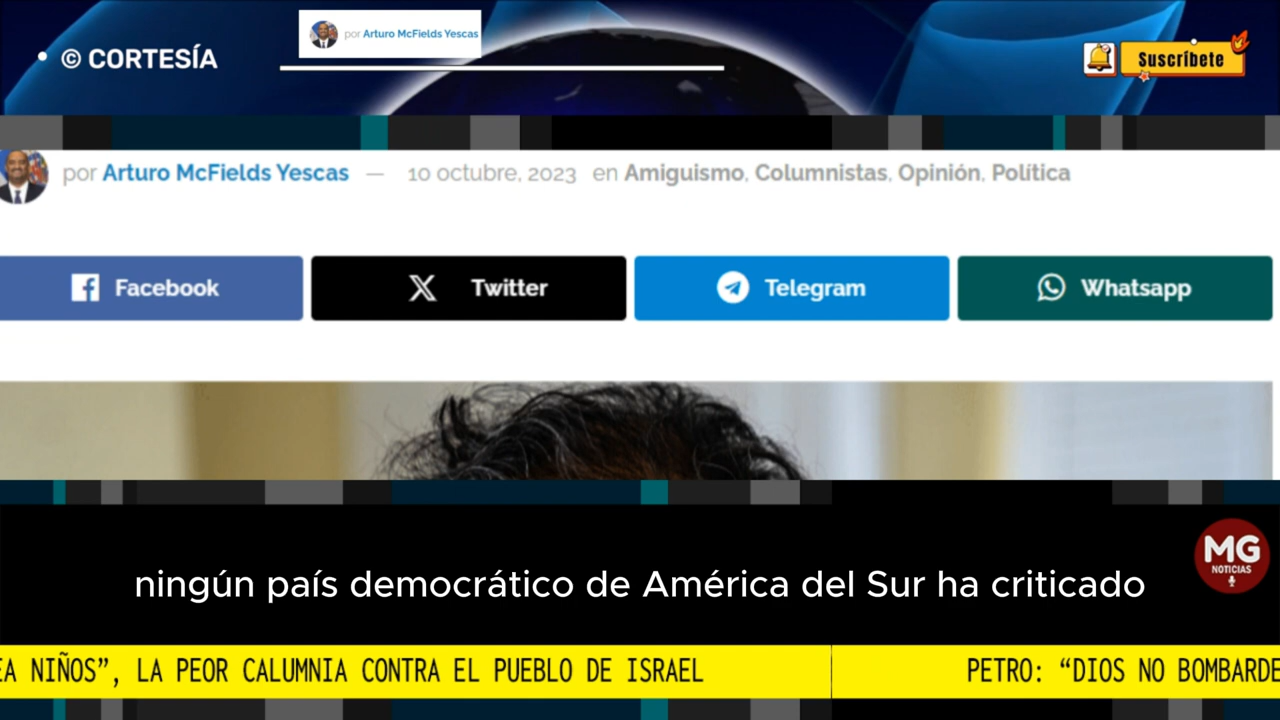 por Arturo McFields Yescas
• © CORTESÍA
Suscríbete
por Arturo McFields Yescas — 10 octubre, 2023 en Amiguismo, Columnistas, Opinión, Política
Facebook
X Twitter
Telegram
Whatsapp
MG
NOTICIAS
ningún país democrático de América del Sur ha criticado
EA NIÑOS”, LA PEOR CALUMNIA CONTRA EL PUEBLO DE ISRAEL
PETRO: “DIOS NO BOMBARDE